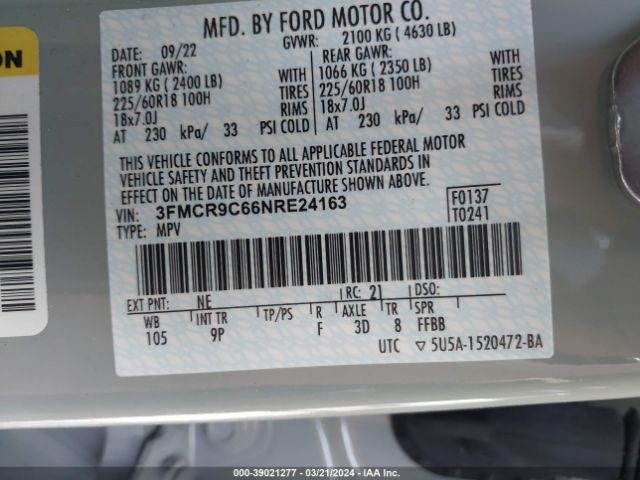 ON
MFD. BY FORD MOTOR CO.
DATE: 09/22 GVWR: 2100 KG ( 4630 LB)
FRONT GAWR: REAR GAWR:
1089 KG ( 2400 LB) WITH 1066 KG ( 2350 LB) WITH
225/60R18 100H TIRES 225/60R18 100H TIRES
18x7.0J RIMS 18x7.0J RIMS
AT 230 kPa/ 33 PSI COLD AT 230 kPa/ 33 PSI COLD
THIS VEHICLE CONFORMS TO ALL APPLICABLE FEDERAL MOTOR
VEHICLE SAFETY AND THEFT PREVENTION STANDARDS IN
EFFECT ON THE DATE OF MANUFACTURE SHOWN ABOVE.
VIN: 3FMCR9C66NRE24163 F0137
TYPE: MPV T0241
EXT PNT: NE RC: 21 DSO:
WB INT TR TP/PS R AXLE TR SPR
105 9P F 3D 8 FFBB
UTC ▽ 5U5A-1520472-BA
000-39021277 - 03/21/2024 - IAA Inc.